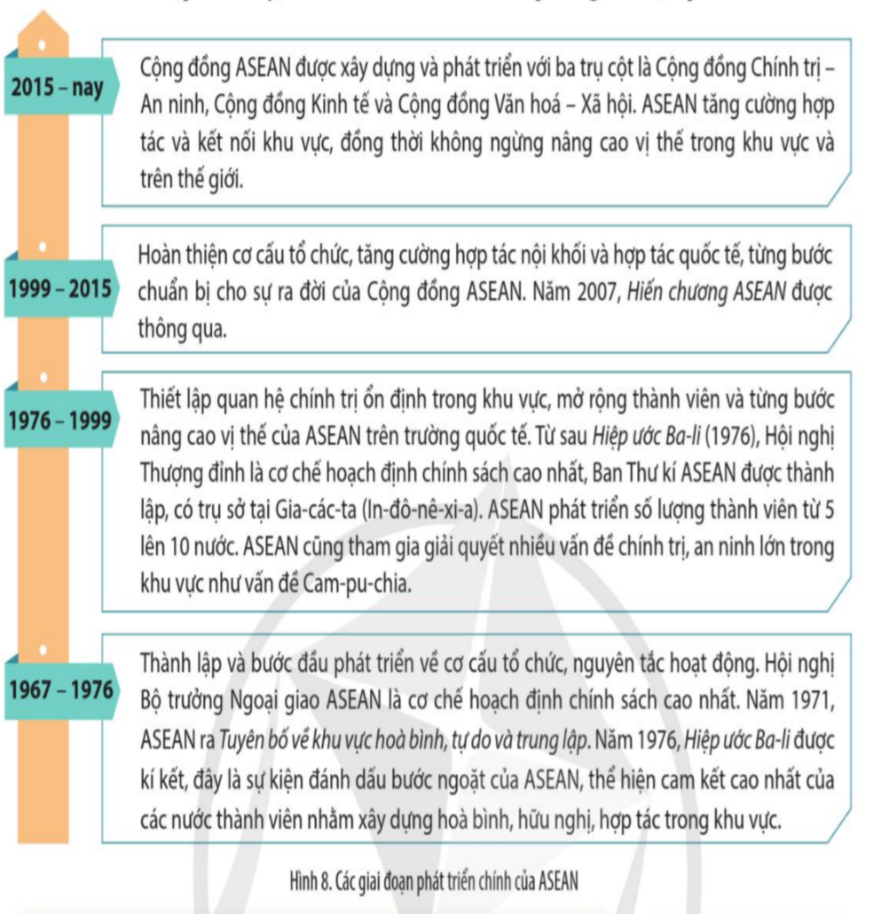 2015 – nay
Cộng đồng ASEAN được xây dựng và phát triển với ba trụ cột là Cộng đồng Chính trị –
An ninh, Cộng đồng Kinh tế và Cộng đồng Văn hoá – Xã hội. ASEAN tăng cường hợp
tác và kết nối khu vực, đồng thời không ngừng nâng cao vị thế trong khu vực và
trên thế giới.
1999 – 2015
Hoàn thiện cơ cấu tổ chức, tăng cường hợp tác nội khối và hợp tác quốc tế, từng bước
chuẩn bị cho sự ra đời của Cộng đồng ASEAN. Năm 2007, Hiến chương ASEAN được
thông qua.
1976 – 1999
Thiết lập quan hệ chính trị ổn định trong khu vực, mở rộng thành viên và từng bước
nâng cao vị thế của ASEAN trên trường quốc tế. Từ sau Hiệp ước Ba-li (1976), Hội nghị
Thượng đỉnh là cơ chế hoạch định chính sách cao nhất, Ban Thư kí ASEAN được thành
lập, có trụ sở tại Gia-các-ta (In-đô-nê-xi-a). ASEAN phát triển số lượng thành viên từ 5
lên 10 nước. ASEAN cũng tham gia giải quyết nhiều vấn đề chính trị, an ninh lớn trong
khu vực như vấn đề Cam-pu-chia.
1967 – 1976
Thành lập và bước đầu phát triển về cơ cấu tổ chức, nguyên tắc hoạt động. Hội nghị
Bộ trưởng Ngoại giao ASEAN là cơ chế hoạch định chính sách cao nhất. Năm 1971,
ASEAN ra Tuyên bố về khu vực hoà bình, tự do và trung lập. Năm 1976, Hiệp ước Ba-li được
kí kết, đây là sự kiện đánh dấu bước ngoặt của ASEAN, thể hiện cam kết cao nhất của
các nước thành viên nhằm xây dựng hoà bình, hữu nghị, hợp tác trong khu vực.
Hình 8. Các giai đoạn phát triển chính của ASEAN